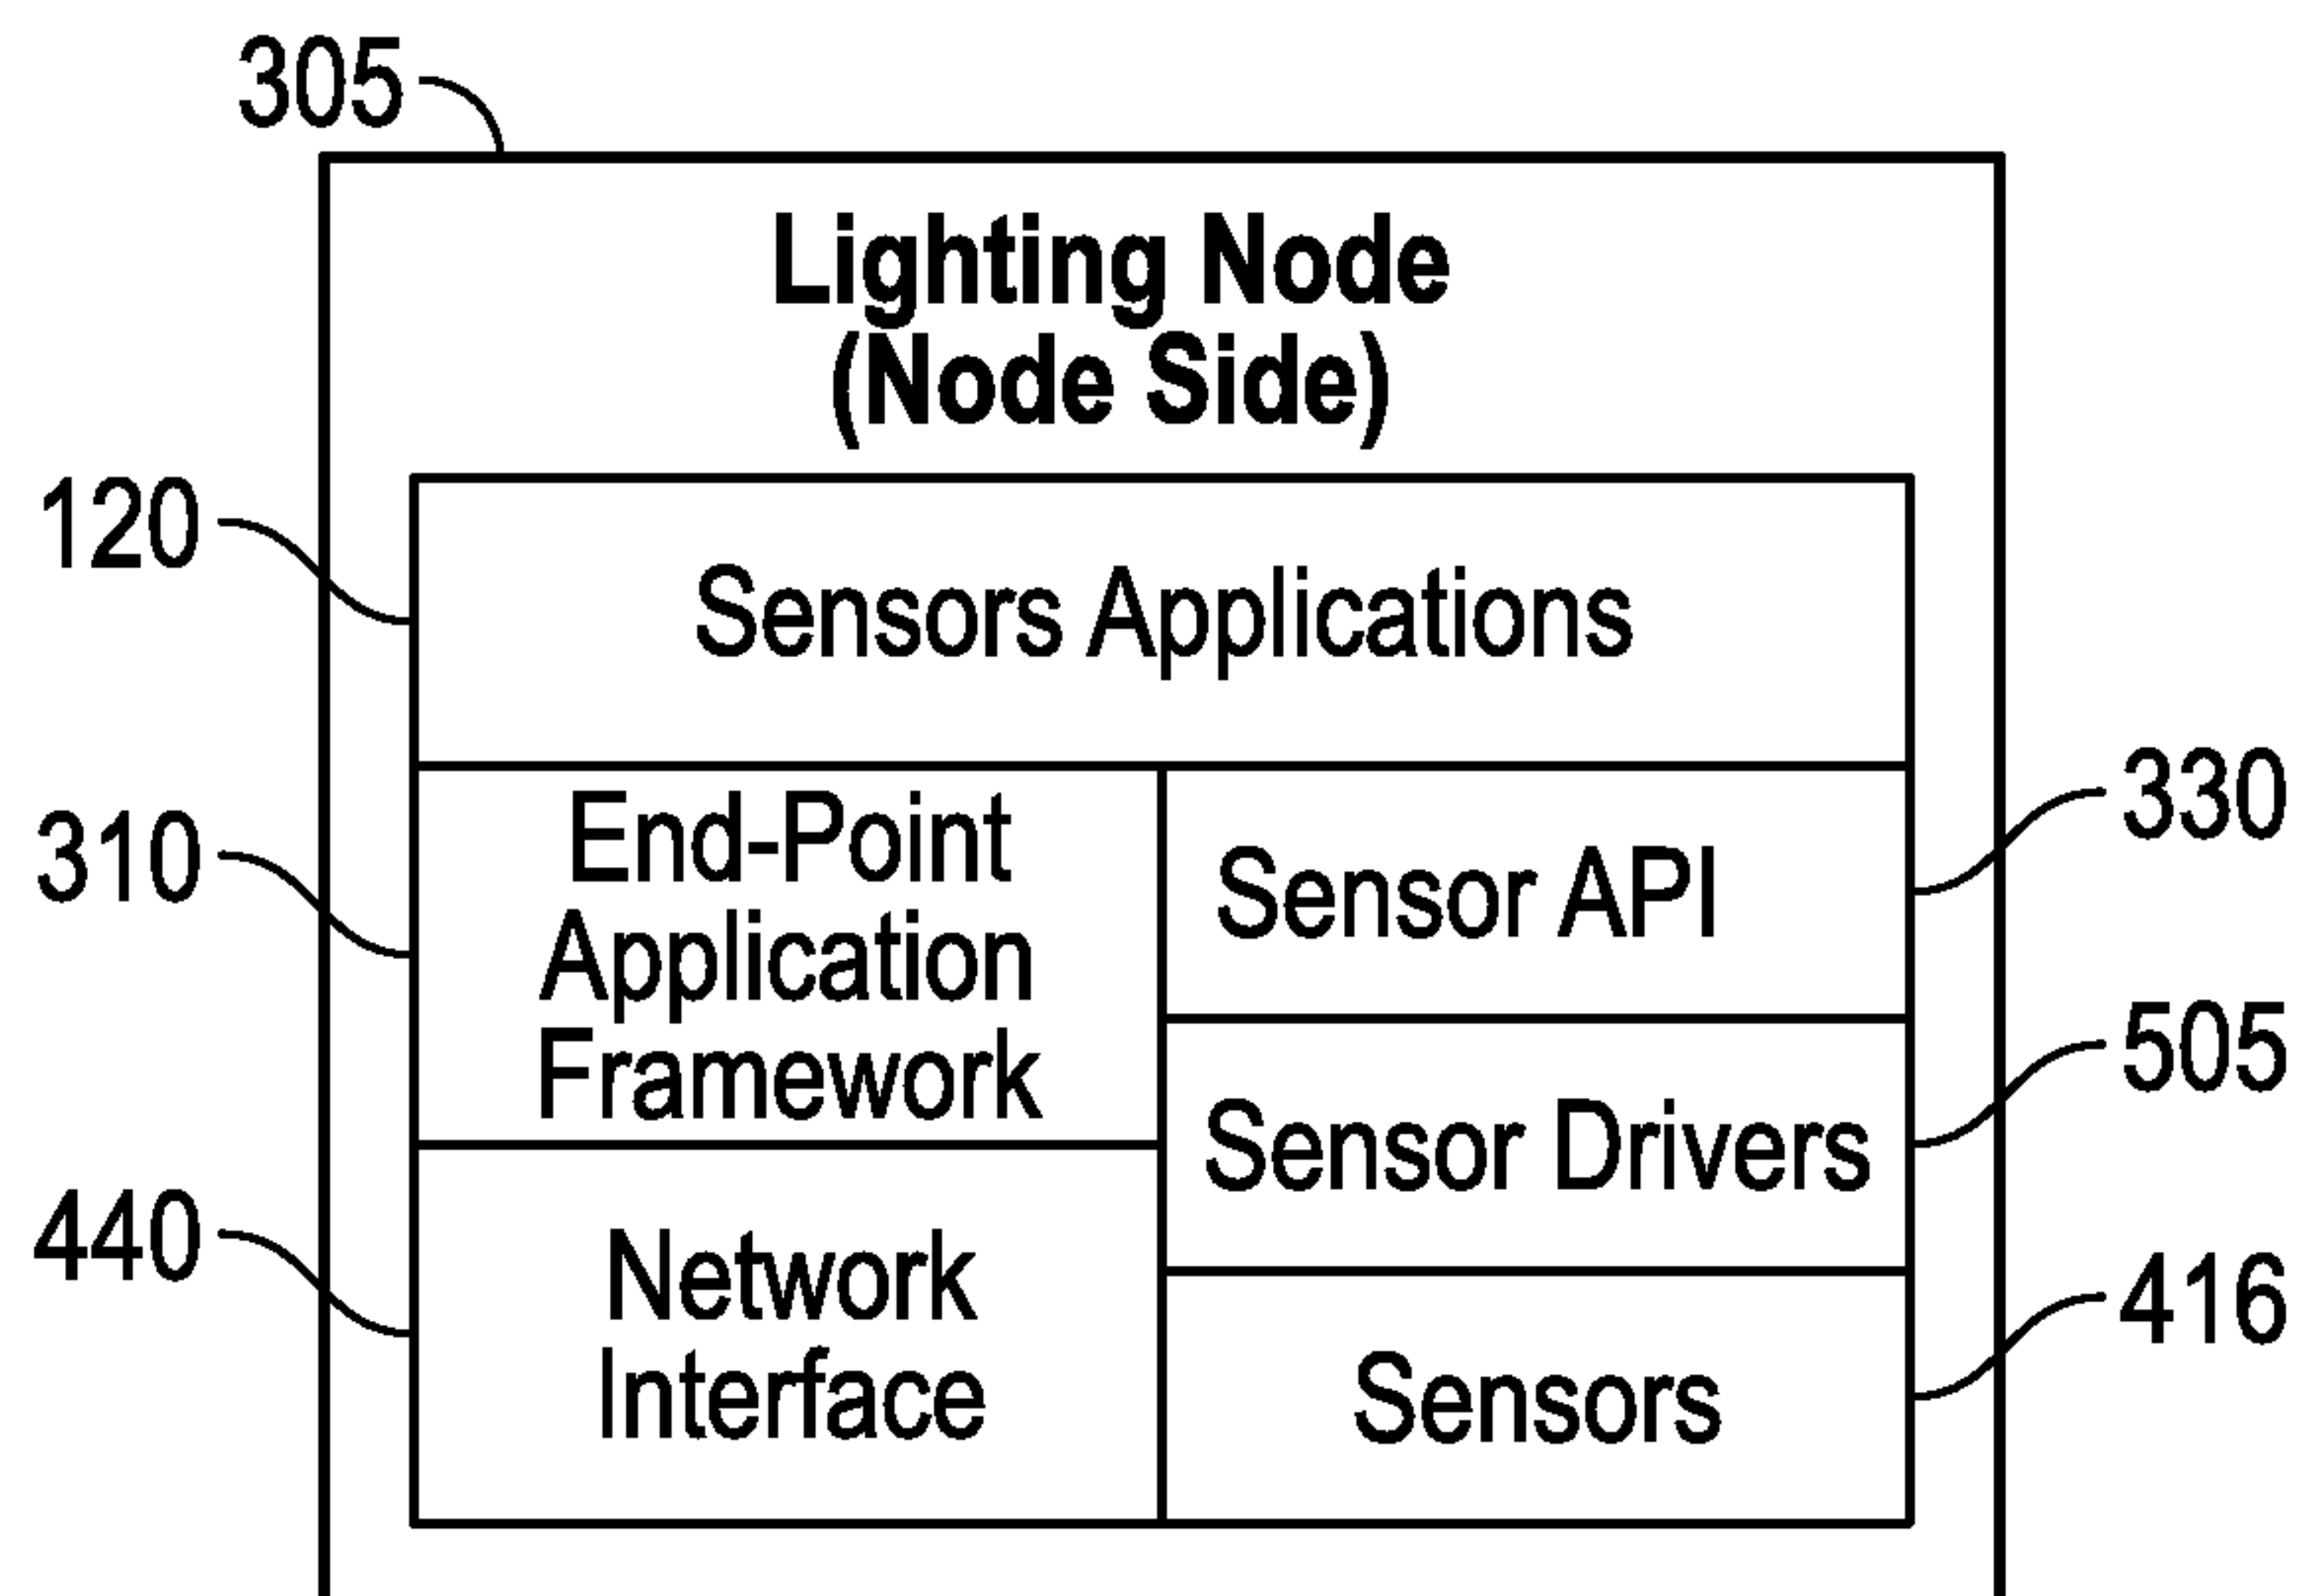 305
Lighting Node
(Node Side)
120
Sensors Applications
310
End-Point
Application
Framework
330
Sensor API
505
Sensor Drivers
440
Network
Interface
416
Sensors